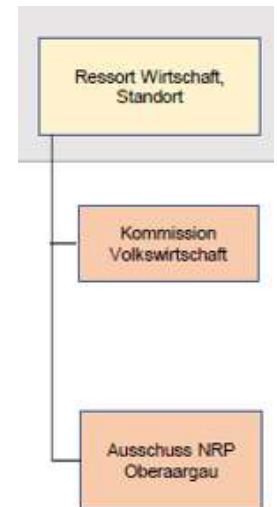 Ressort Wirtschaft,
Standort
Kommission
Volkswirtschaft
Ausschuss NRP
Oberaargau